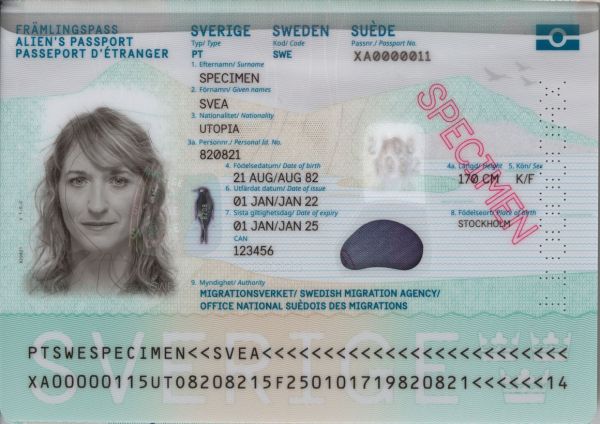 FRÄMLINGSPASS
ALIEN'S PASSPORT
PASSEPORT D'ÉTRANGER
SVERIGE SWEDEN SUÈDE
Typ/ Type Kod/ Code Passnr./ Passport No.
PT SWE XA0000011
1. Efternamn/ Surname
SPECIMEN
2. Förnamn/ Given names
SVEA
3. Nationalitet/ Nationality
UTOPIA
3a. Personnr./ Personal Id. No.
820821
4. Födelsedatum/ Date of birth 4a. Längd/ Height 5. Kön/ Sex
21 AUG/AUG 82 170 CM K/F
6. Utfärdat datum/ Date of issue
01 JAN/JAN 22
7. Sista giltighetsdag/ Date of expiry 8. Födelseort/ Place of birth
01 JAN/JAN 25 STOCKHOLM
CAN
123456
SPECIMEN
9. Myndighet/ Authority
MIGRATIONSVERKET/ SWEDISH MIGRATION AGENCY/
OFFICE NATIONAL SUÉDOIS DES MIGRATIONS
SVERIGE
PTSWESPECIMEN<<SVEA<<<<<<<<<<<<<<<<<<<<<<<<<
XA00000115UTO8208215F250101719820821<<<<<<14